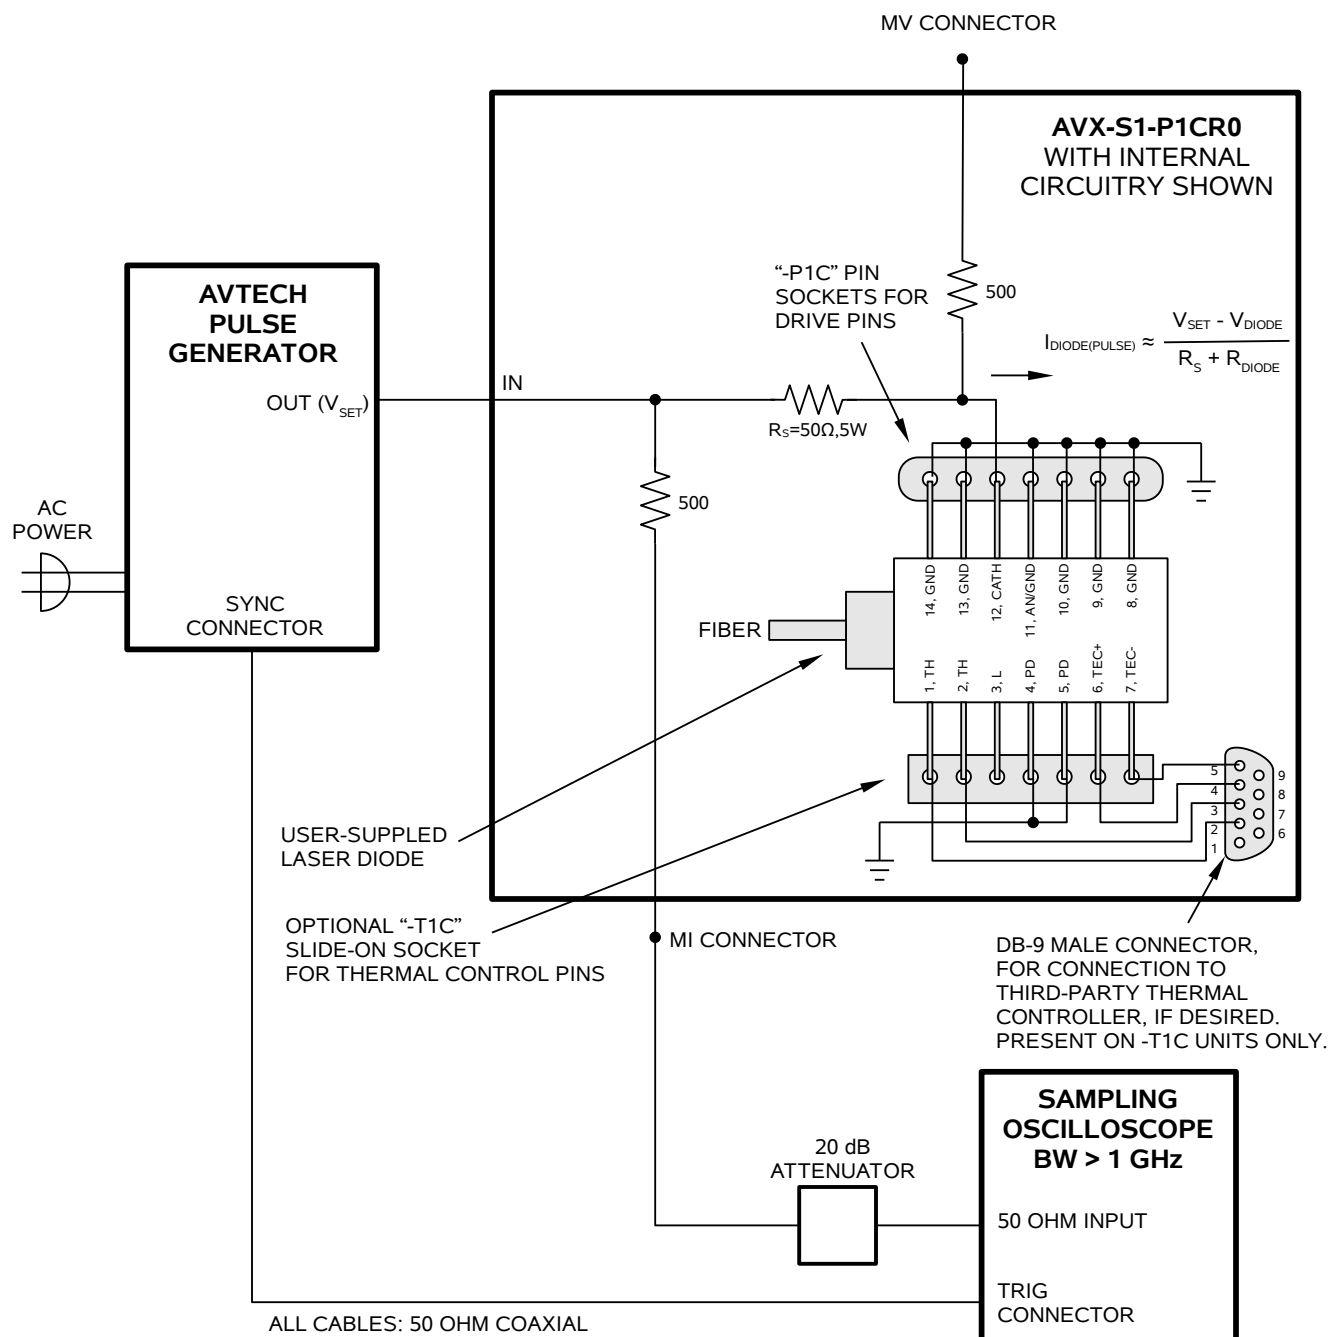 MV CONNECTOR
AVX-S1-P1CR0
WITH INTERNAL
CIRCUITRY SHOWN
“-P1C” PIN
SOCKETS FOR
DRIVE PINS
500
I_DIODE(PULSE) ≈ V_SET - V_DIODE
R_S + R_DIODE
AVTECH
PULSE
GENERATOR
OUT (V_SET)
IN
R_S=50Ω,5W
500
AC
POWER
SYNC
CONNECTOR
FIBER
14, GND
13, GND
12, CATH
11, AN/GND
10, GND
9, GND
8, GND
1, TH
2, TH
3, L
4, PD
5, PD
6, TEC+
7, TEC-
5
4
3
2
1
9
8
7
6
USER-SUPPLED
LASER DIODE
OPTIONAL “-T1C”
SLIDE-ON SOCKET
FOR THERMAL CONTROL PINS
MI CONNECTOR
DB-9 MALE CONNECTOR,
FOR CONNECTION TO
THIRD-PARTY THERMAL
CONTROLLER, IF DESIRED.
PRESENT ON -T1C UNITS ONLY.
SAMPLING
OSCILLOSCOPE
BW > 1 GHz
20 dB
ATTENUATOR
50 OHM INPUT
TRIG
CONNECTOR
ALL CABLES: 50 OHM COAXIAL